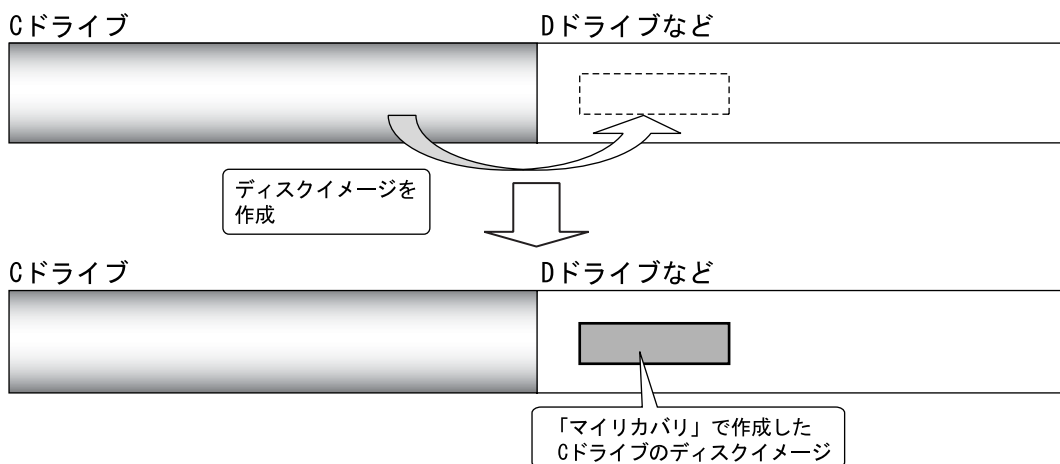 Cドライブ
Dドライブなど
ディスクイメージを
作成
Cドライブ
Dドライブなど
「マイリカバリ」で作成した
Cドライブのディスクイメージ